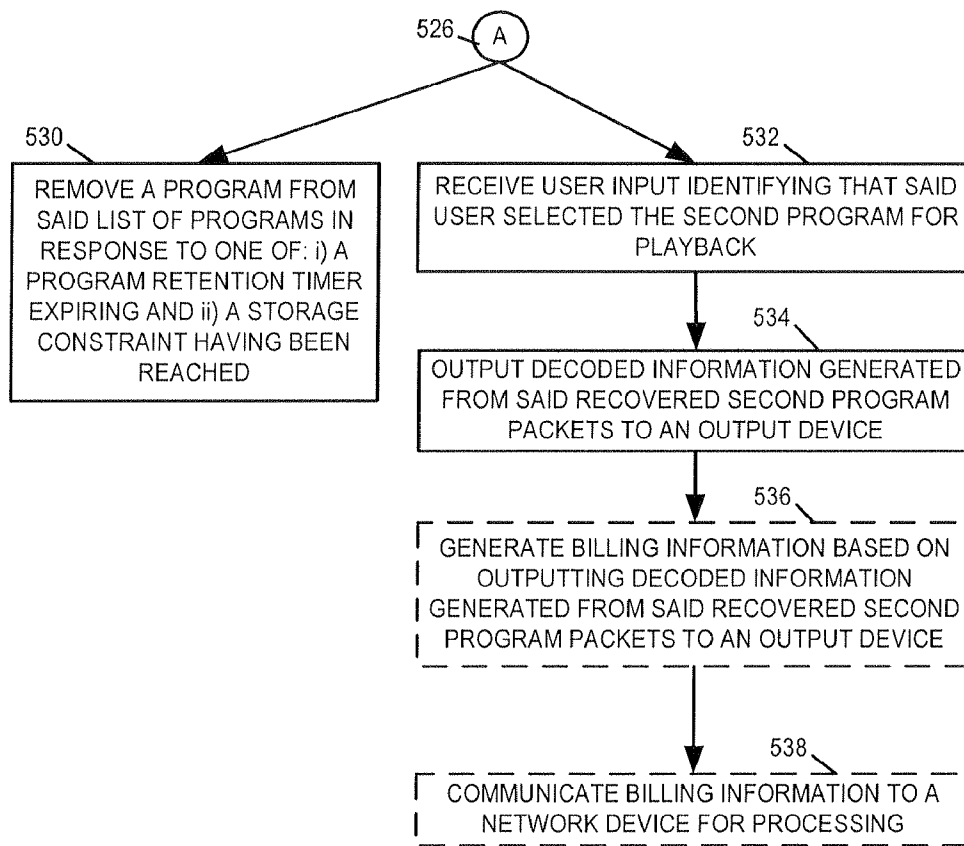 526
A
530
REMOVE A PROGRAM FROM
SAID LIST OF PROGRAMS IN
RESPONSE TO ONE OF: i) A
PROGRAM RETENTION TIMER
EXPIRING AND ii) A STORAGE
CONSTRAINT HAVING BEEN
REACHED
532
RECEIVE USER INPUT IDENTIFYING THAT SAID
USER SELECTED THE SECOND PROGRAM FOR
PLAYBACK
534
OUTPUT DECODED INFORMATION GENERATED
FROM SAID RECOVERED SECOND PROGRAM
PACKETS TO AN OUTPUT DEVICE
536
GENERATE BILLING INFORMATION BASED ON
OUTPUTTING DECODED INFORMATION
GENERATED FROM SAID RECOVERED SECOND
PROGRAM PACKETS TO AN OUTPUT DEVICE
538
COMMUNICATE BILLING INFORMATION TO A
NETWORK DEVICE FOR PROCESSING